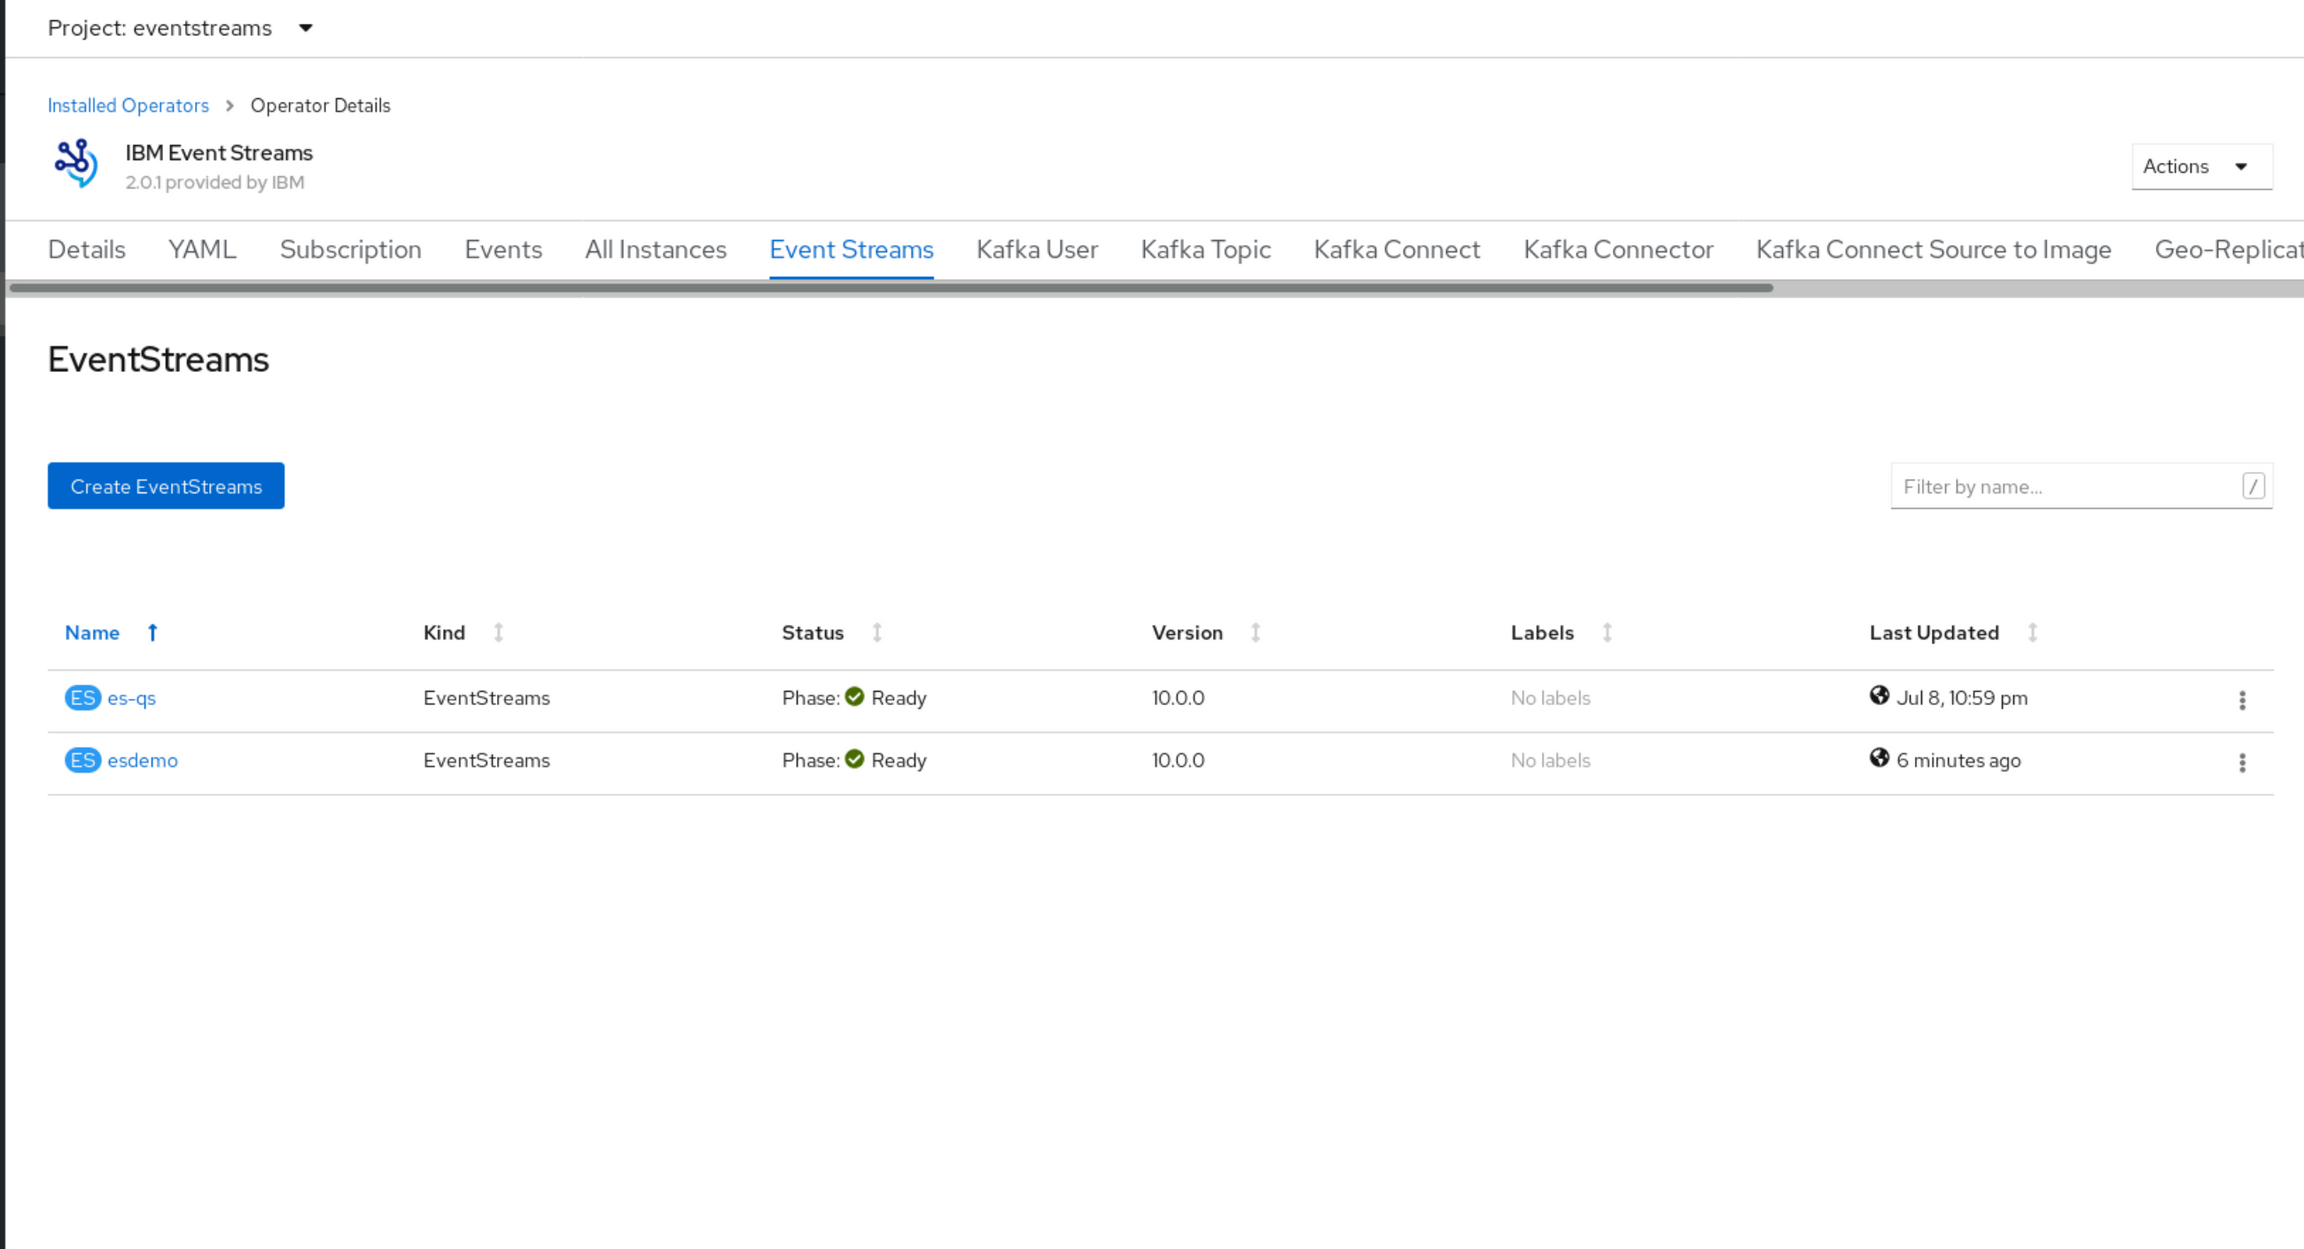 Project: eventstreams
Installed Operators > Operator Details
IBM Event Streams
2.0.1 provided by IBM
Actions
Details YAML Subscription Events All Instances Event Streams Kafka User Kafka Topic Kafka Connect Kafka Connector Kafka Connect Source to Image Geo-Replicat
EventStreams
Create EventStreams
Filter by name... /
Name Kind Status Version Labels Last Updated
ES es-qs EventStreams Phase: Ready 10.0.0 No labels Jul 8, 10:59 pm
ES esdemo EventStreams Phase: Ready 10.0.0 No labels 6 minutes ago